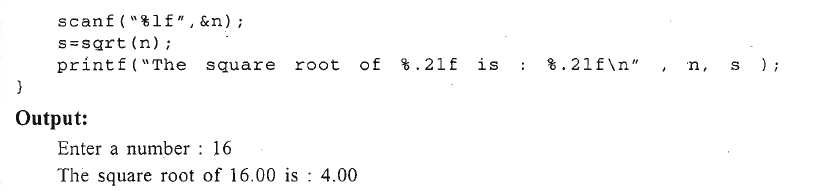 scanf("%lf",&n);
s=sqrt(n);
printf("The square root of %.2lf is : %.2lf\n" , n, s );
}
Output:
Enter a number : 16
The square root of 16.00 is : 4.00